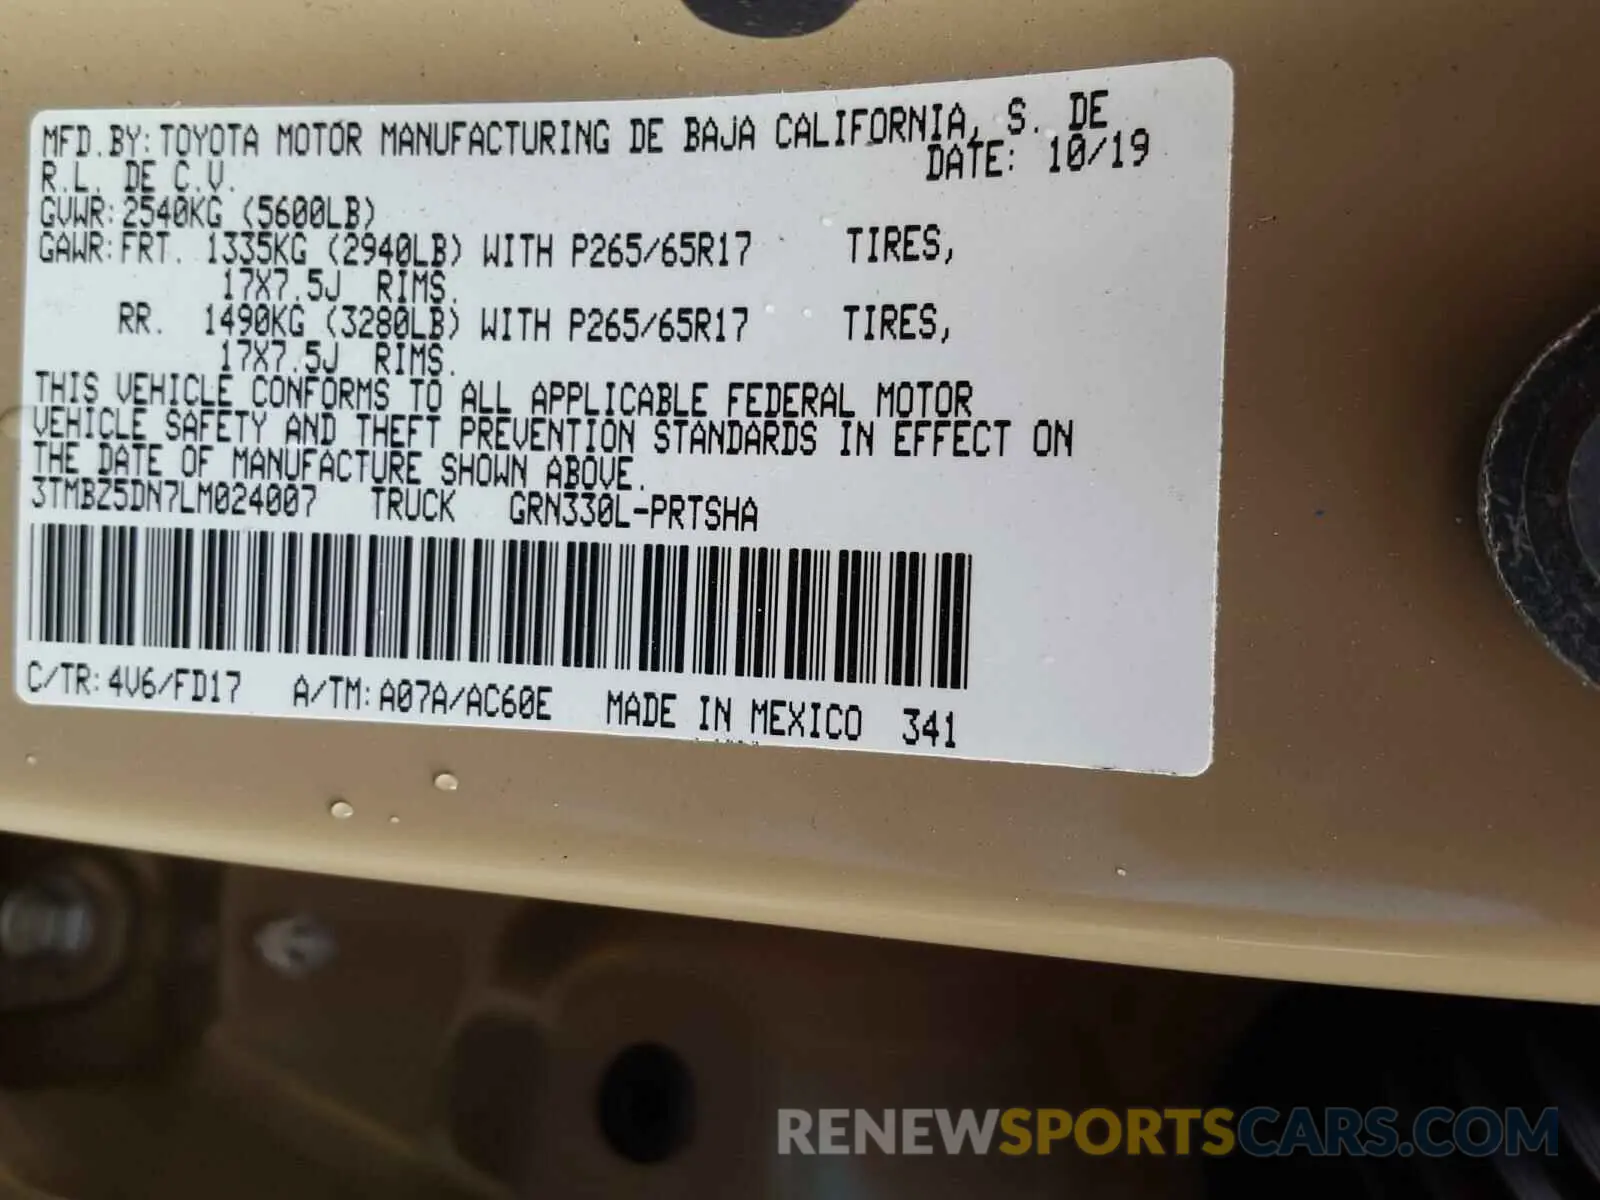 MFD.BY:TOYOTA MOTOR MANUFACTURING DE BAJA CALIFORNIA, S. DE
R.L. DE C.V. DATE: 10/19
GVWR:2540KG (5600LB)
GAWR:FRT. 1335KG (2940LB) WITH P265/65R17 TIRES,
17X7.5J RIMS.
RR. 1490KG (3280LB) WITH P265/65R17 TIRES,
17X7.5J RIMS.
THIS VEHICLE CONFORMS TO ALL APPLICABLE FEDERAL MOTOR
VEHICLE SAFETY AND THEFT PREVENTION STANDARDS IN EFFECT ON
THE DATE OF MANUFACTURE SHOWN ABOVE.
3TMBZ5DN7LM024007 TRUCK GRN330L-PRTSHA
C/TR:4V6/FD17 A/TM:A07A/AC60E MADE IN MEXICO 341
RENEWSPORTSCARS.COM